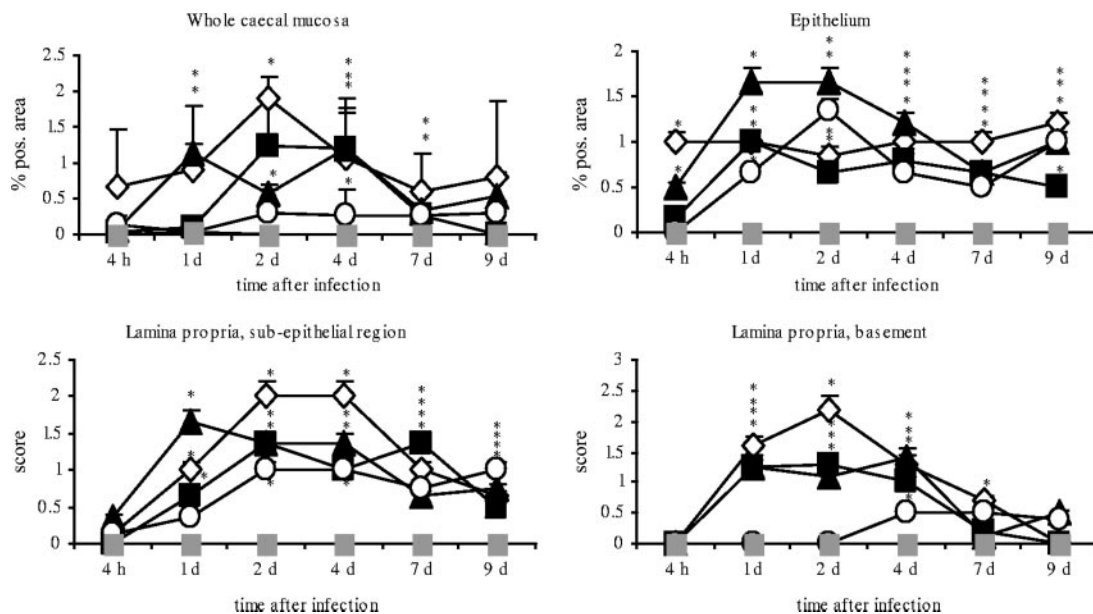 Whole caecal mucosa
% pos. area
2.5
2
1.5
1
0.5
0
4 h 1 d 2 d 4 d 7 d 9 d
time after infection
Epithelium
% pos. area
2
1.5
1
0.5
0
4 h 1 d 2 d 4 d 7 d 9 d
time after infection
Lamina propria, sub-epithelial region
score
2.5
2
1.5
1
0.5
0
4 h 1 d 2 d 4 d 7 d 9 d
time after infection
Lamina propria, basement
score
3
2.5
2
1.5
1
0.5
0
4 h 1 d 2 d 4 d 7 d 9 d
time after infection